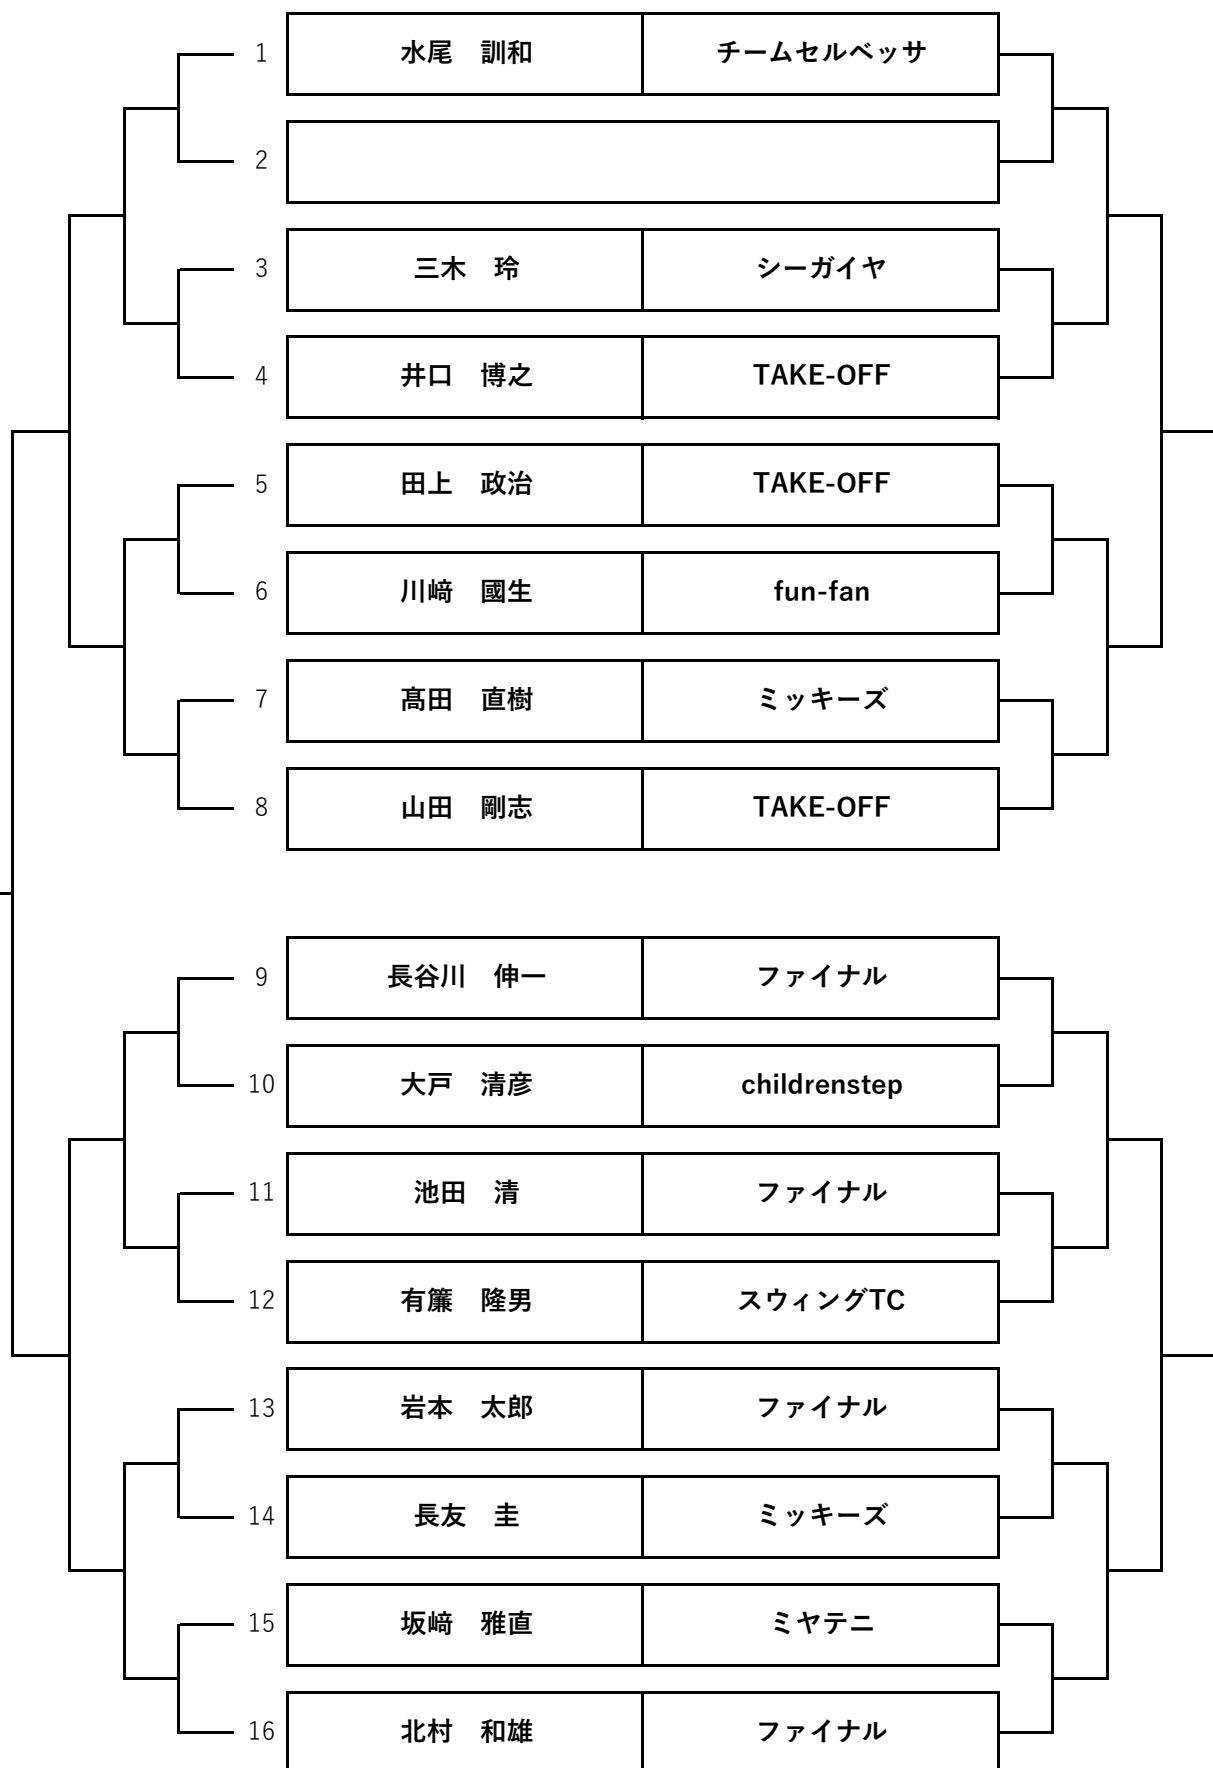 1 水尾　訓和 チームセルベッサ
2
3 三木　玲 シーガイヤ
4 井口　博之 TAKE-OFF
5 田上　政治 TAKE-OFF
6 川﨑　國生 fun-fan
7 髙田　直樹 ミッキーズ
8 山田　剛志 TAKE-OFF
9 長谷川　伸一 ファイナル
10 大戸　清彦 childrenstep
11 池田　清 ファイナル
12 有簾　隆男 スウィングTC
13 岩本　太郎 ファイナル
14 長友　圭 ミッキーズ
15 坂﨑　雅直 ミヤテニ
16 北村　和雄 ファイナル